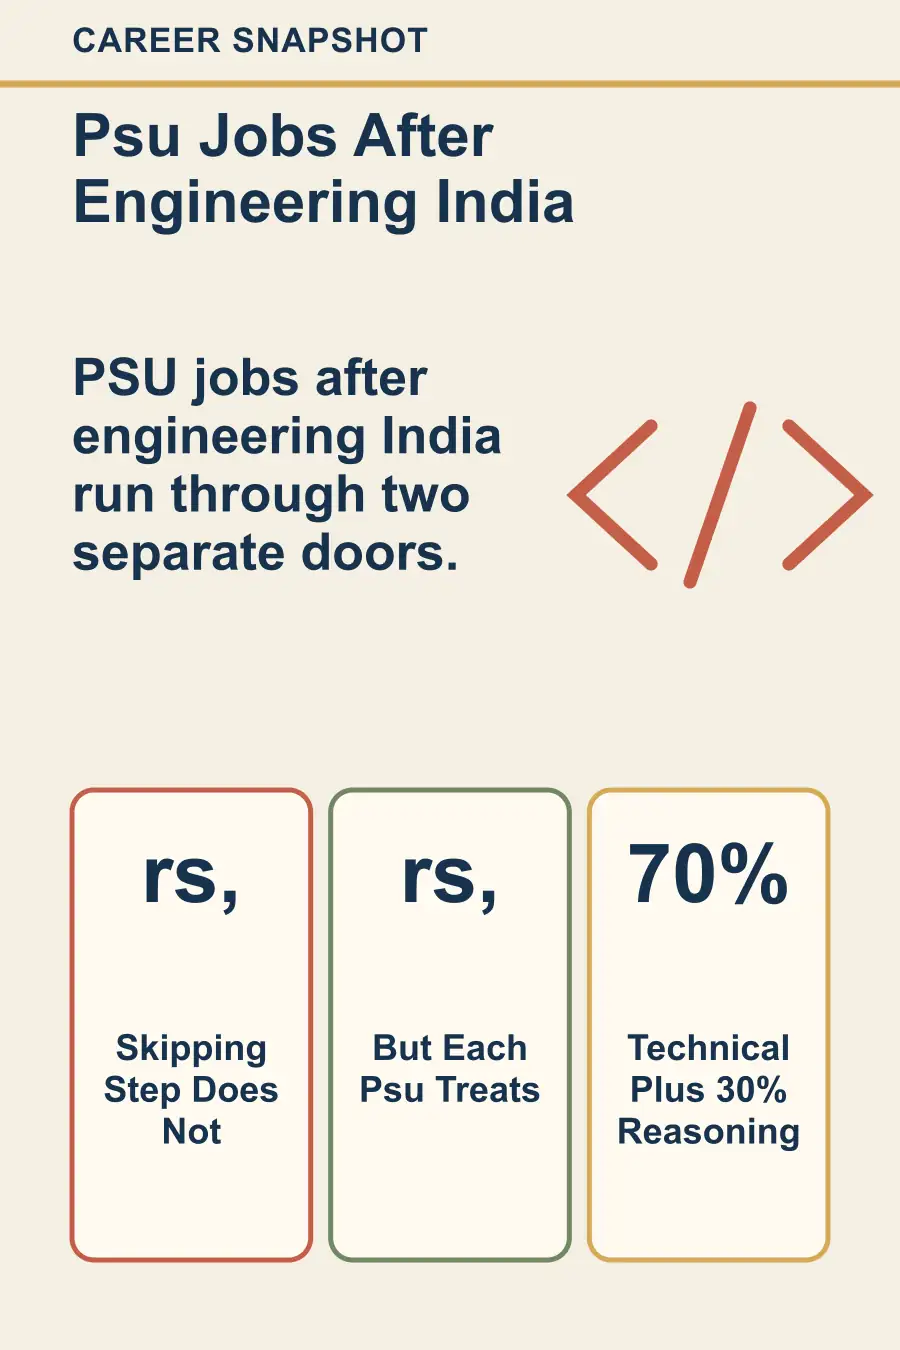 CAREER SNAPSHOT
Psu Jobs After
Engineering India
PSU jobs after
engineering India
run through two
separate doors.
rs,
Skipping
Step Does
Not
rs,
But Each
Psu Treats
70%
Technical
Plus 30%
Reasoning